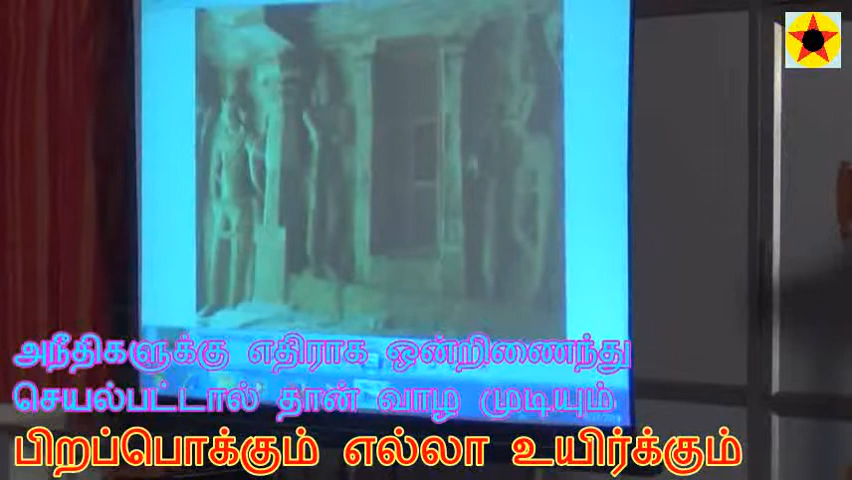 அநீதிகளுக்கு எதிராக ஒன்றிணைந்து
செயல்பட்டால் தான் வாழ முடியும்
பிறப்பொக்கும் எல்லா உயிர்க்கும்